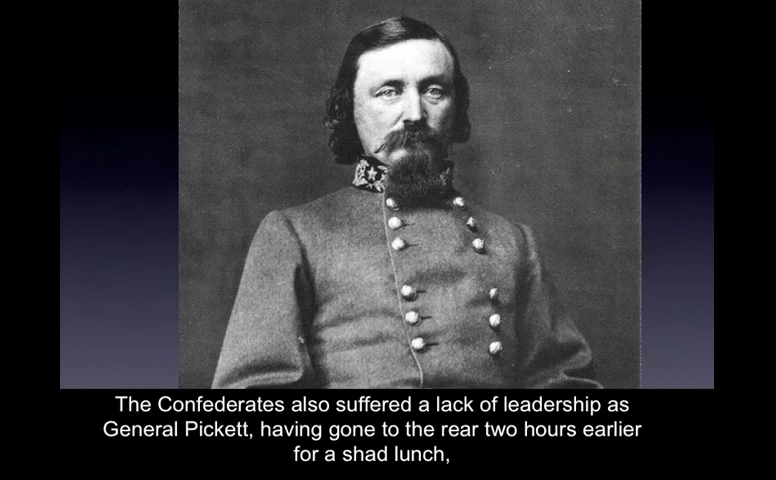 The Confederates also suffered a lack of leadership as
General Pickett, having gone to the rear two hours earlier
for a shad lunch,